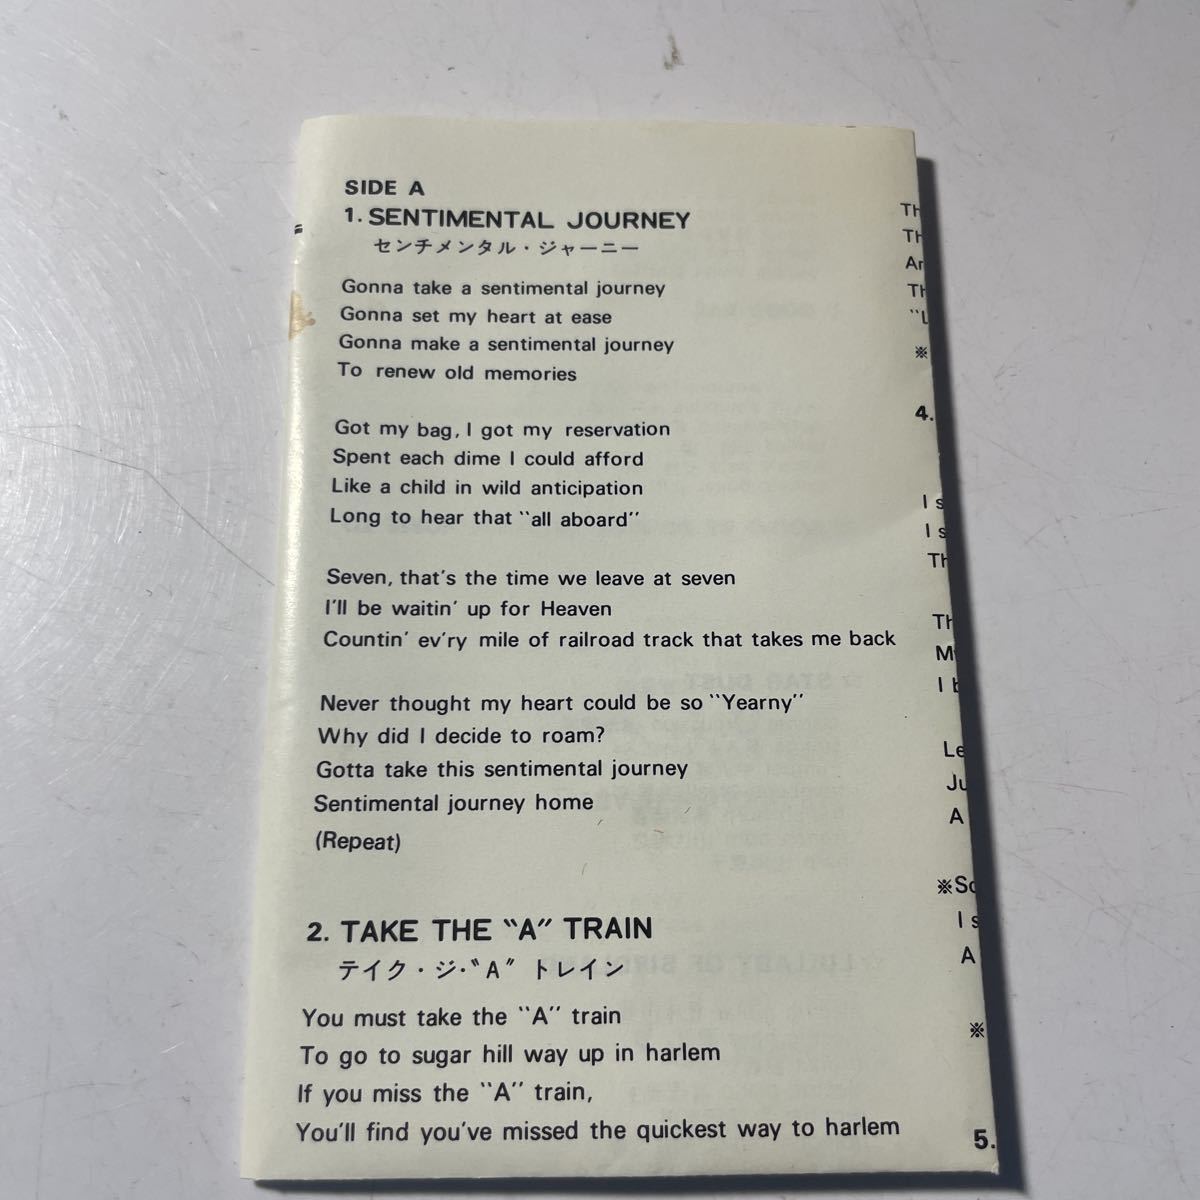 SIDE A
1. SENTIMENTAL JOURNEY
センチメンタル・ジャーニー
Gonna take a sentimental journey
Gonna set my heart at ease
Gonna make a sentimental journey
To renew old memories
Got my bag, I got my reservation
Spent each dime I could afford
Like a child in wild anticipation
Long to hear that "all aboard"
Seven, that's the time we leave at seven
I'll be waitin' up for Heaven
Countin' ev'ry mile of railroad track that takes me back
Never thought my heart could be so "Yearny"
Why did I decide to roam?
Gotta take this sentimental journey
Sentimental journey home
(Repeat)
2. TAKE THE "A" TRAIN
テイク・ジ・"A" トレイン
You must take the "A" train
To go to sugar hill way up in harlem
If you miss the "A" train,
You'll find you've missed the quickest way to harlem
※
4.
I s
I s
A
※
I s
A
※
5.